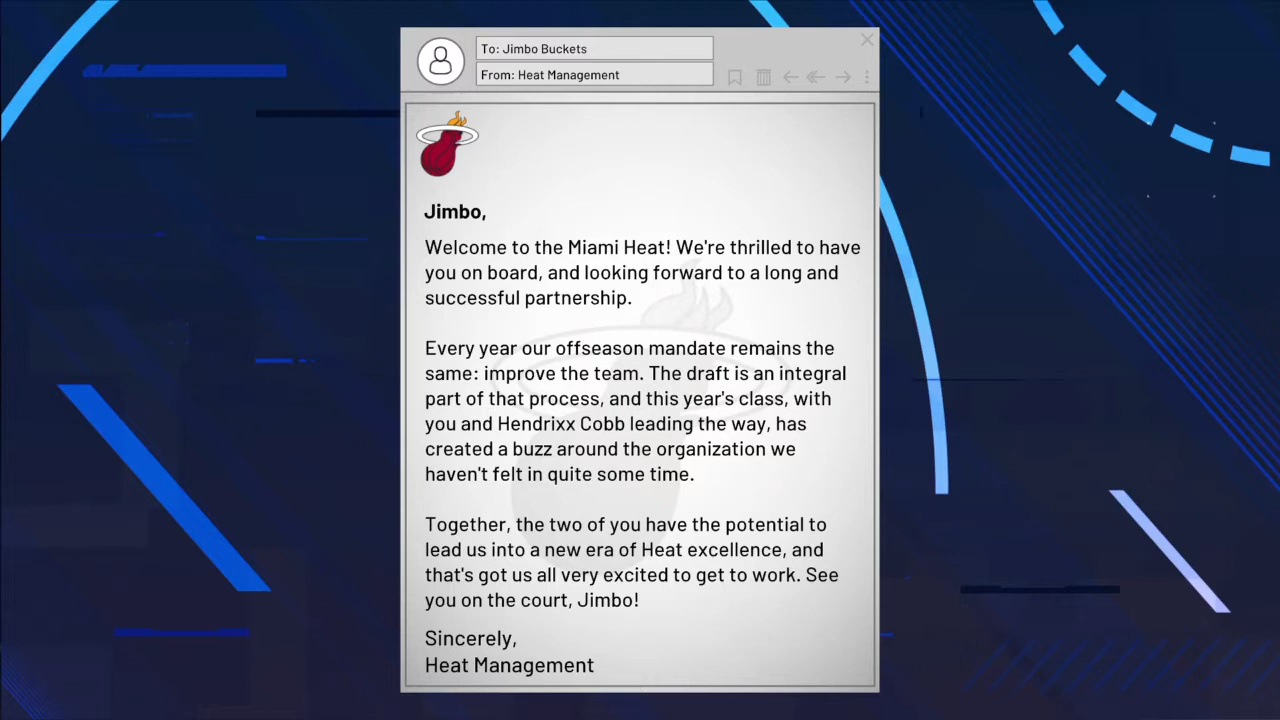 To: Jimbo Buckets
From: Heat Management
Jimbo,
Welcome to the Miami Heat! We're thrilled to have
you on board, and looking forward to a long and
successful partnership.
Every year our offseason mandate remains the
same: improve the team. The draft is an integral
part of that process, and this year's class, with
you and Hendrixx Cobb leading the way, has
created a buzz around the organization we
haven't felt in quite some time.
Together, the two of you have the potential to
lead us into a new era of Heat excellence, and
that's got us all very excited to get to work. See
you on the court, Jimbo!
Sincerely,
Heat Management